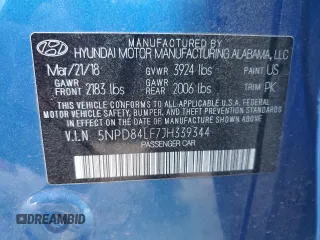 MANUFACTURED BY
HYUNDAI MOTOR MANUFACTURING ALABAMA, LLC
Mar/21/18 GVWR 3924 lbs PAINT US
GAWR FRONT 2183 lbs GAWR REAR 2006 lbs TRIM PK
THIS VEHICLE CONFORMS TO ALL APPLICABLE U.S. FEDERAL MOTOR VEHICLE SAFETY, BUMPER, AND THEFT PREVENTION STANDARDS IN EFFECT ON THE DATE OF MANUFACTURE SHOWN ABOVE.
V.I.N. 5NPD84LF7JH339344
PASSENGER CAR
DREAMBID